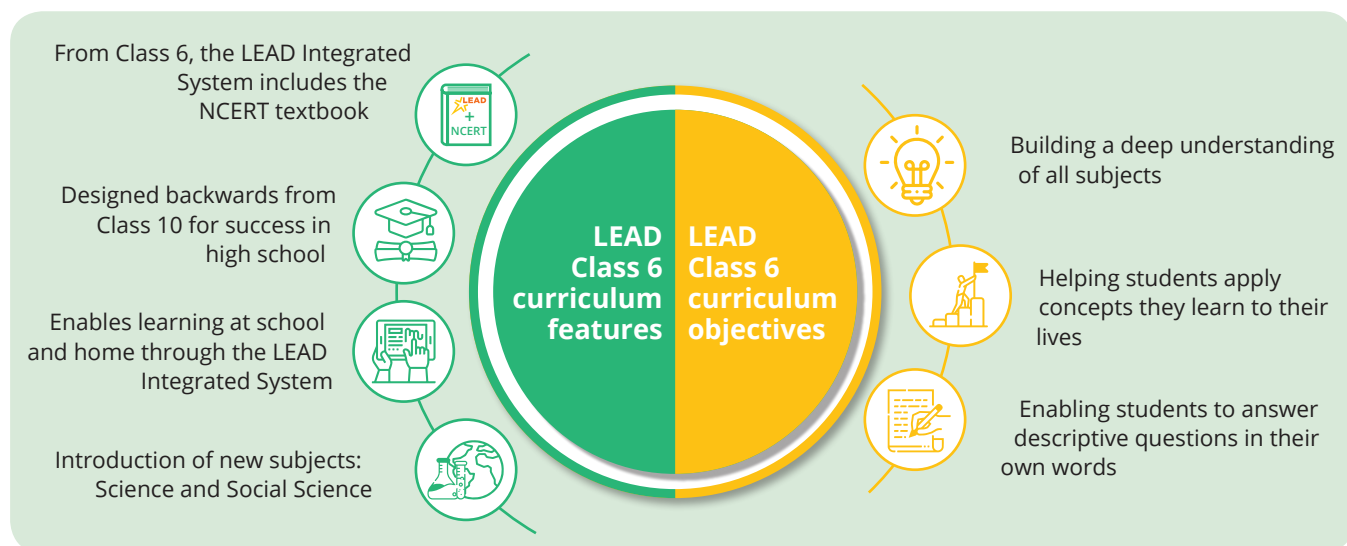 From Class 6, the LEAD Integrated
System includes the
NCERT textbook
LEAD
+
NCERT
Designed backwards from
Class 10 for success in
high school
Enables learning at school
and home through the LEAD
Integrated System
Introduction of new subjects:
Science and Social Science
LEAD
Class 6
curriculum
features
LEAD
Class 6
curriculum
objectives
Building a deep understanding
of all subjects
Helping students apply
concepts they learn to their
lives
Enabling students to answer
descriptive questions in their
own words